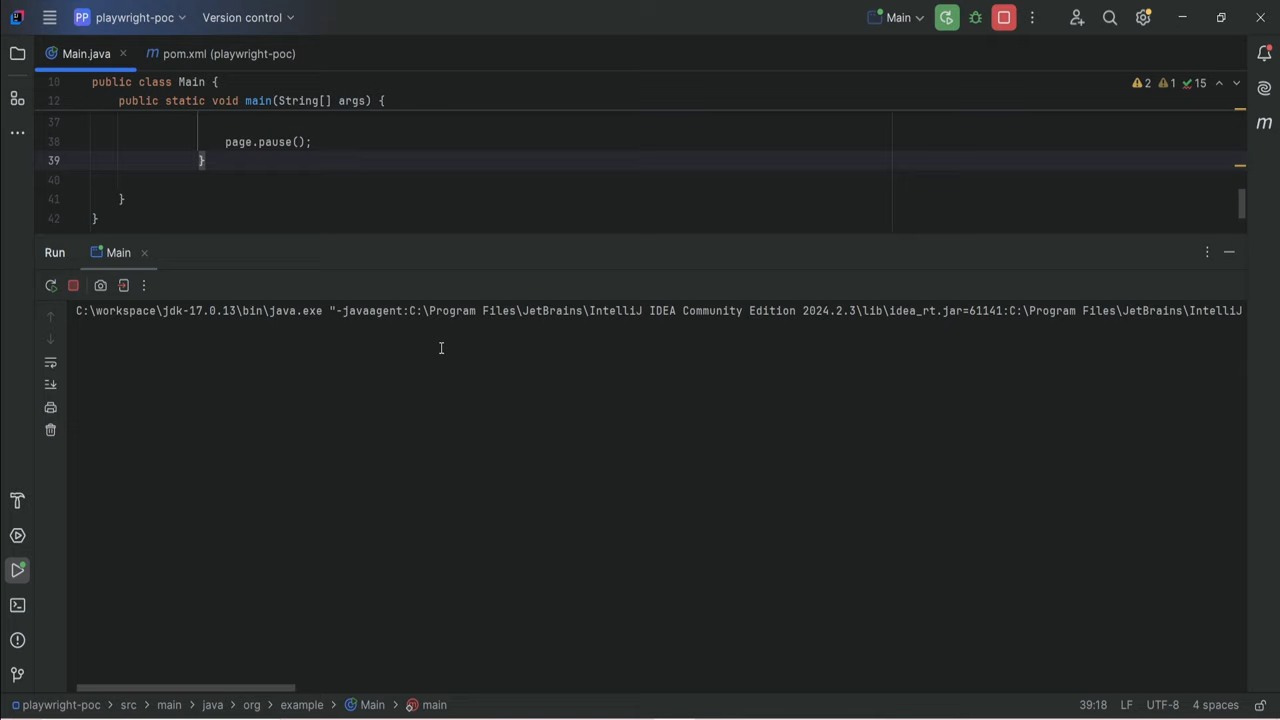 PP playwright-poc Version control Main
Main.java pom.xml (playwright-poc)
10 public class Main { 2 1 15
12 public static void main(String[] args) {
37
38 page.pause();
39 }
40
41 }
42 }
Run Main
C:\workspace\jdk-17.0.13\bin\java.exe "-javaagent:C:\Program Files\JetBrains\IntelliJ IDEA Community Edition 2024.2.3\lib\idea_rt.jar=61141:C:\Program Files\JetBrains\IntelliJ
playwright-poc src main java org example Main main 39:18 LF UTF-8 4 spaces